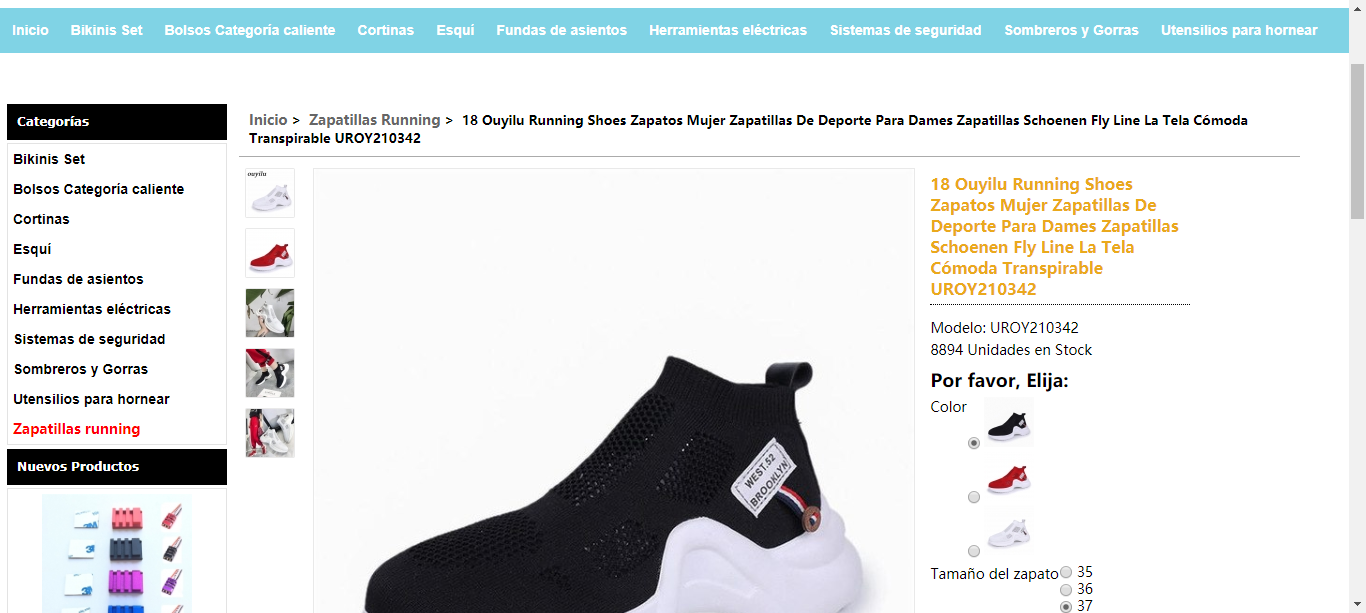 Inicio Bikinis Set Bolsos Categoría caliente Cortinas Esquí Fundas de asientos Herramientas eléctricas Sistemas de seguridad Sombreros y Gorras Utensilios para hornear
Categorías
Bikinis Set
Bolsos Categoría caliente
Cortinas
Esquí
Fundas de asientos
Herramientas eléctricas
Sistemas de seguridad
Sombreros y Gorras
Utensilios para hornear
Zapatillas running
Nuevos Productos
Inicio > Zapatillas Running > 18 Ouyilu Running Shoes Zapatos Mujer Zapatillas De Deporte Para Dames Zapatillas Schoenen Fly Line La Tela Cómoda
Transpirable UROY210342
ouyilu
WEST.52
BROOKLYN
18 Ouyilu Running Shoes
Zapatos Mujer Zapatillas De
Deporte Para Dames Zapatillas
Schoenen Fly Line La Tela
Cómoda Transpirable
UROY210342
Modelo: UROY210342
8894 Unidades en Stock
Por favor, Elija:
Color
Tamaño del zapato 35
36
37